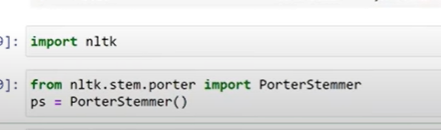 ]:
import nltk
]:
from nltk.stem.porter import PorterStemmer
ps = PorterStemmer()